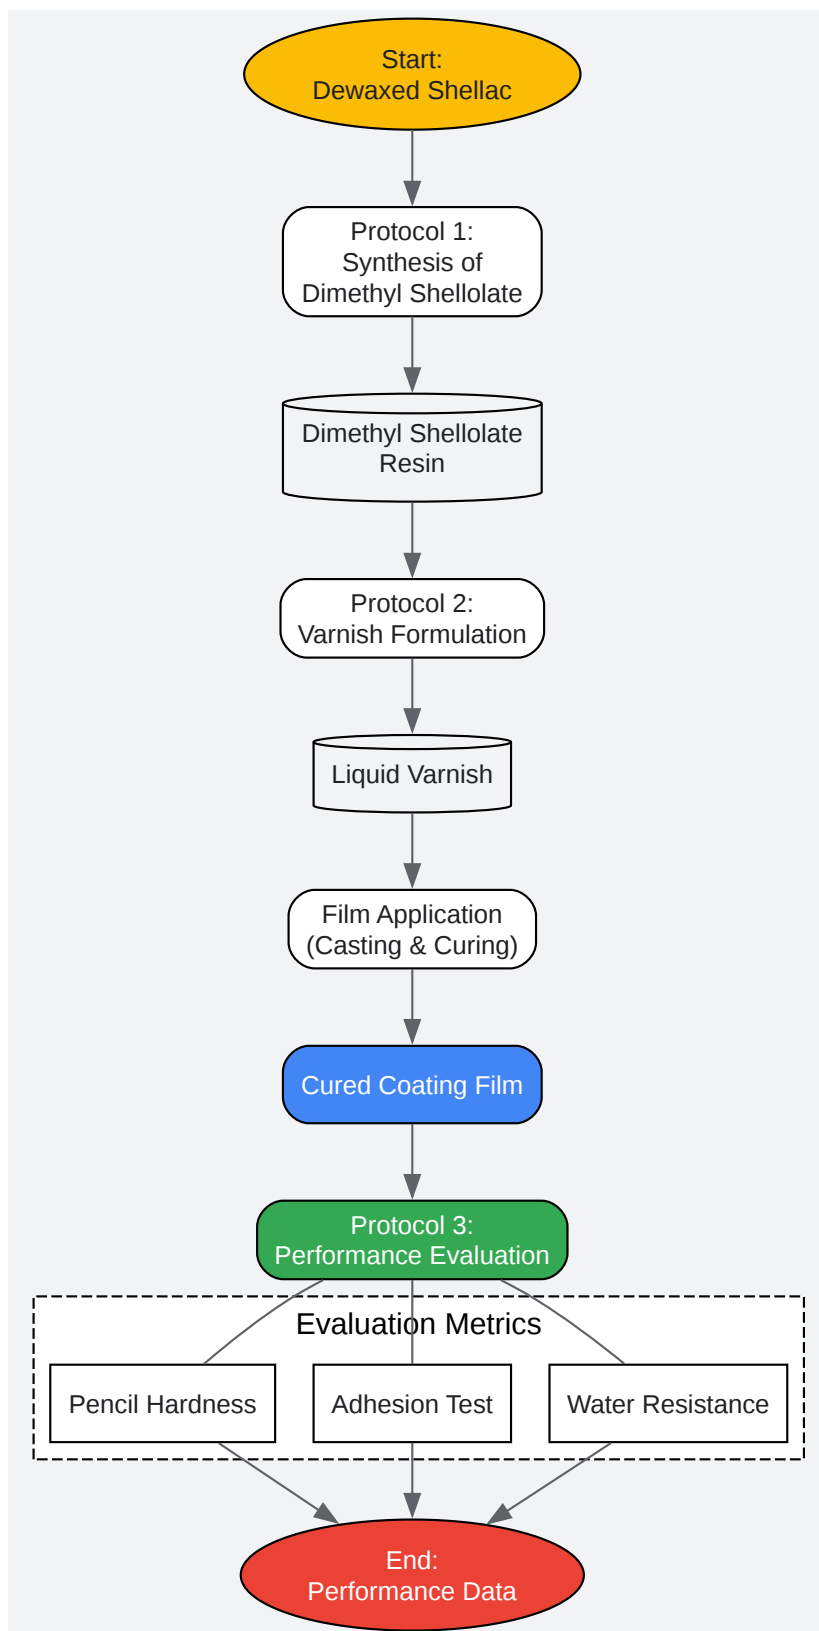 Start:
Dewaxed Shellac
Protocol 1:
Synthesis of
Dimethyl Shellolate
Dimethyl Shellolate
Resin
Protocol 2:
Varnish Formulation
Liquid Varnish
Film Application
(Casting & Curing)
Cured Coating Film
Protocol 3:
Performance Evaluation
Evaluation Metrics
Pencil Hardness
Adhesion Test
Water Resistance
End:
Performance Data